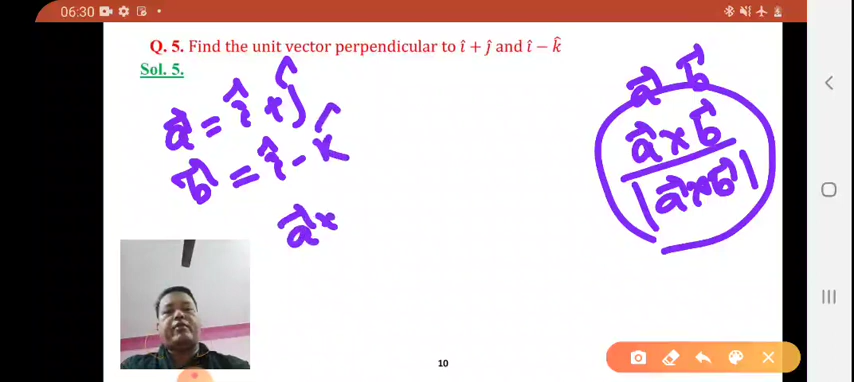 06:30
Q. 5. Find the unit vector perpendicular to î + ĵ and î − k̂
Sol. 5.
a⃗ = î + ĵ
b⃗ = î - k̂
a⃗ ×
a⃗ b⃗
a⃗ × b⃗
|a⃗ × b⃗|
10